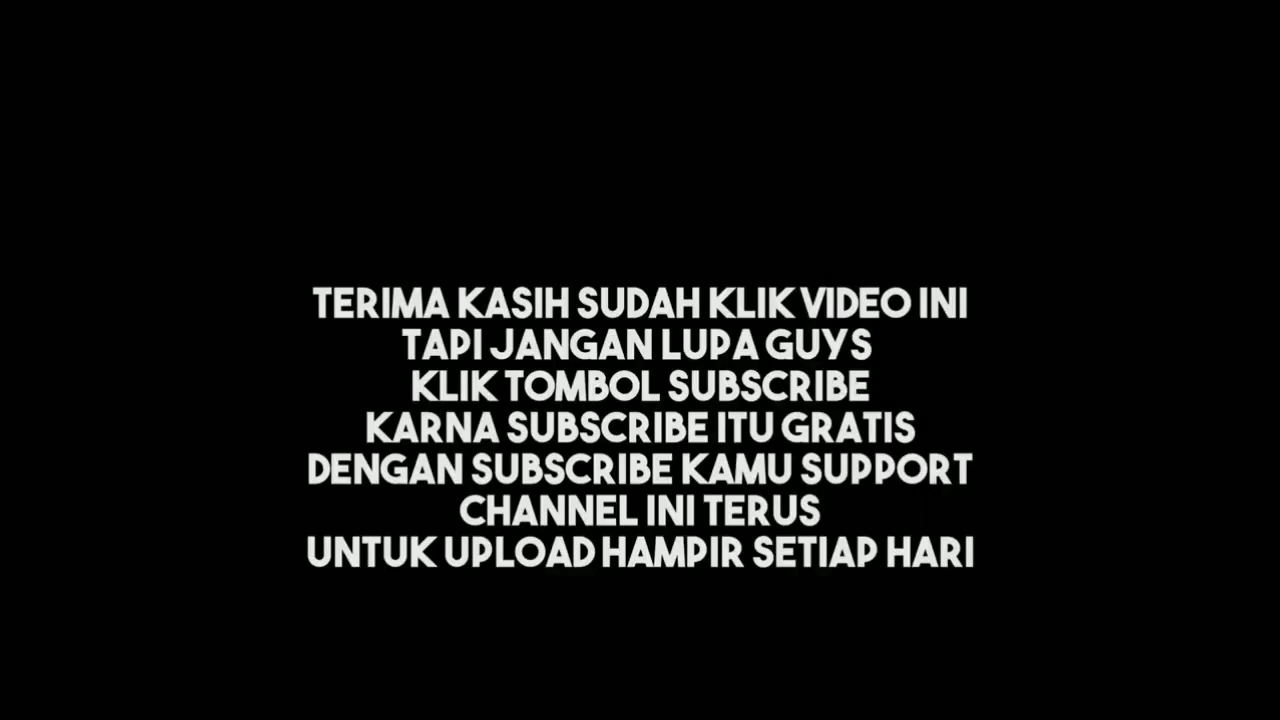 TERIMA KASIH SUDAH KLIK VIDEO INI
TAPI JANGAN LUPA GUYS
KLIK TOMBOL SUBSCRIBE
KARNA SUBSCRIBE ITU GRATIS
DENGAN SUBSCRIBE KAMU SUPPORT
CHANNEL INI TERUS
UNTUK UPLOAD HAMPIR SETIAP HARI